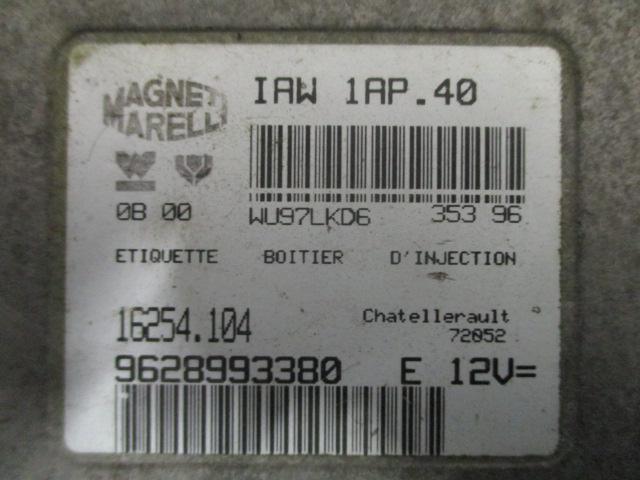 MAGNETI
MARELLI
IAW 1AP.40
0B 00
WU97LKD6 353 96
ETIQUETTE BOITIER D'INJECTION
16254.104
Chatellerault
72052
9628993380 E 12V=